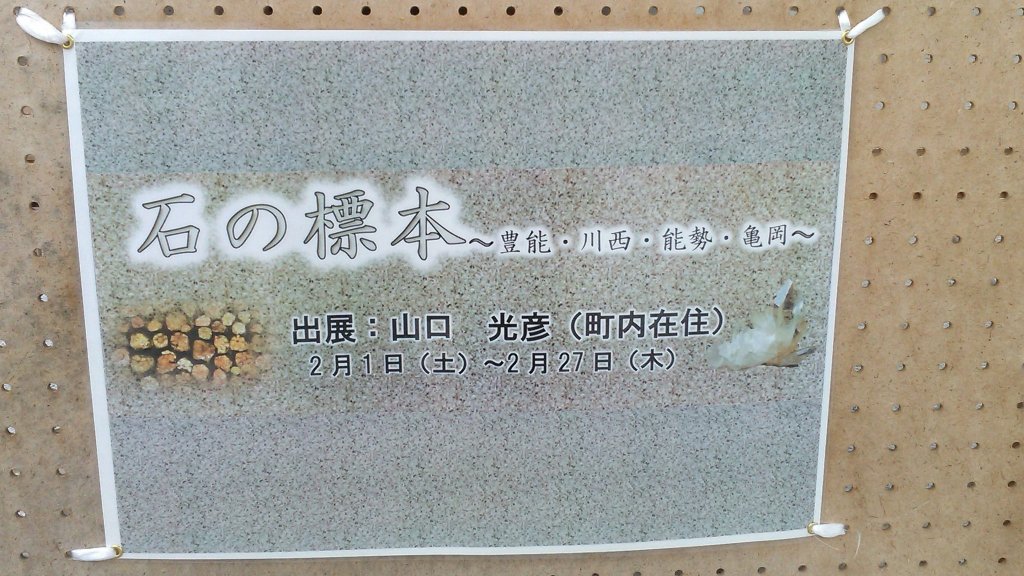 石の標本～豊能・川西・能勢・亀岡～
出展：山口　光彦（町内在住）
2月1日（土）～2月27日（木）